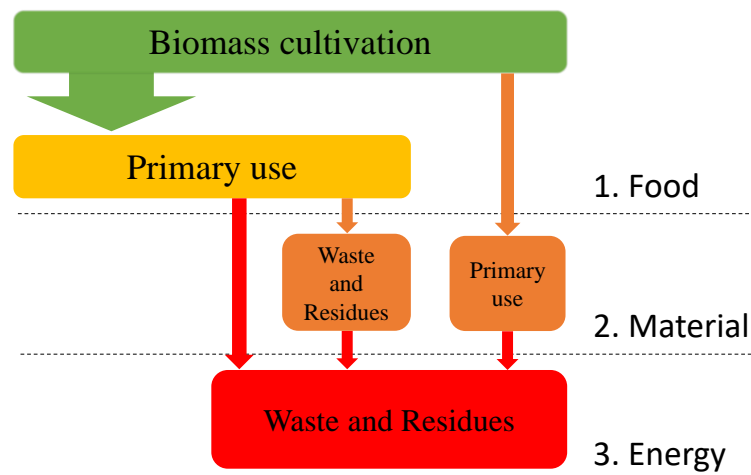 Biomass cultivation
Primary use
1. Food
Waste
and
Residues
Primary
use
2. Material
Waste and Residues
3. Energy